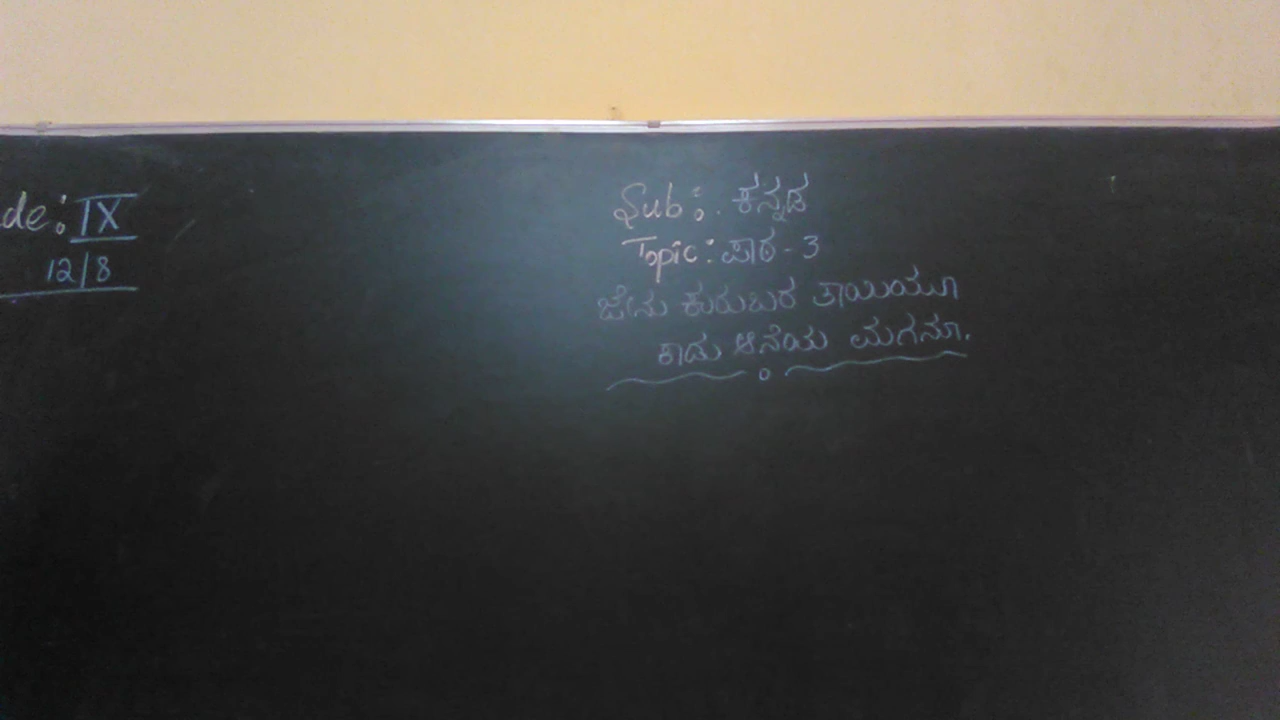 de: IX
12/8
Sub: ಕನ್ನಡ
Topic: ಪಾಠ - 3
ಜೇನು ಕುರುಬರ ತಾಯಿಯೂ
ಕಾಡು ಆನೆಯ ಮಗನೂ.